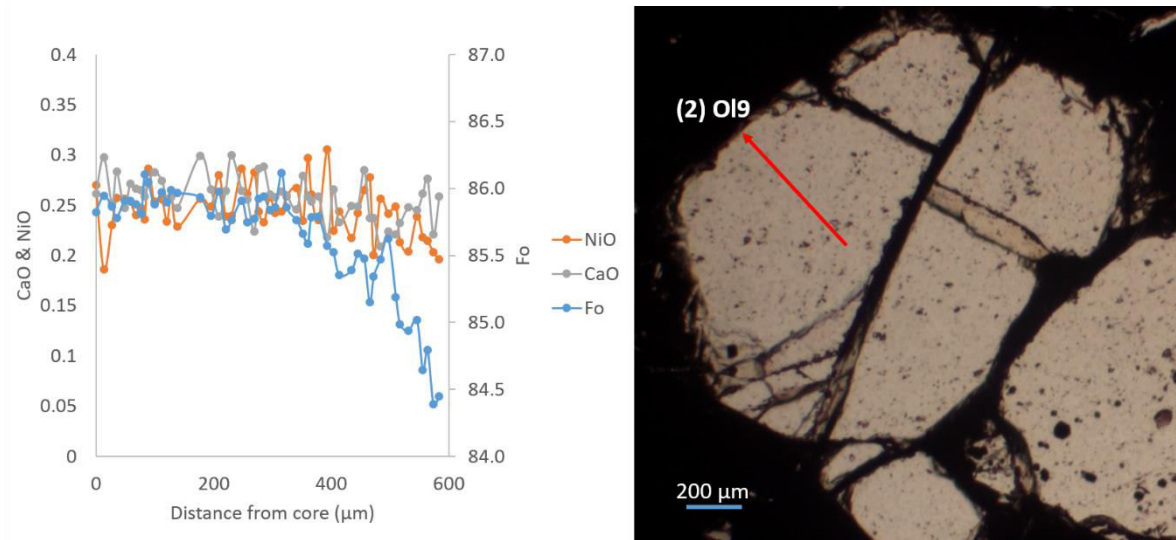 0.4
0.35
0.3
0.25
0.2
0.15
0.1
0.05
0
CaO & NiO
0
200
400
600
Distance from core (µm)
87.0
86.5
86.0
85.5
85.0
84.5
84.0
Fo
NiO
CaO
Fo
(2) Ol9
200 µm